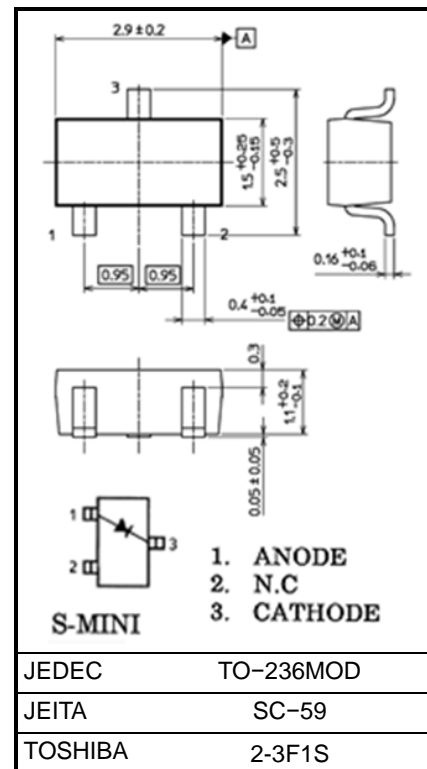 2.9±0.2
A
3
1.5 +0.25 −0.15
2.5 +0.5 −0.3
1
2
0.95
0.95
0.4 +0.1 −0.05
⌖0.2ⓂA
0.16 +0.1 −0.06
0.3
1.1 +0.2 −0.1
0.05±0.05
1
2
3
1. ANODE
2. N.C
3. CATHODE
S-MINI
JEDEC TO−236MOD
JEITA SC−59
TOSHIBA 2-3F1S